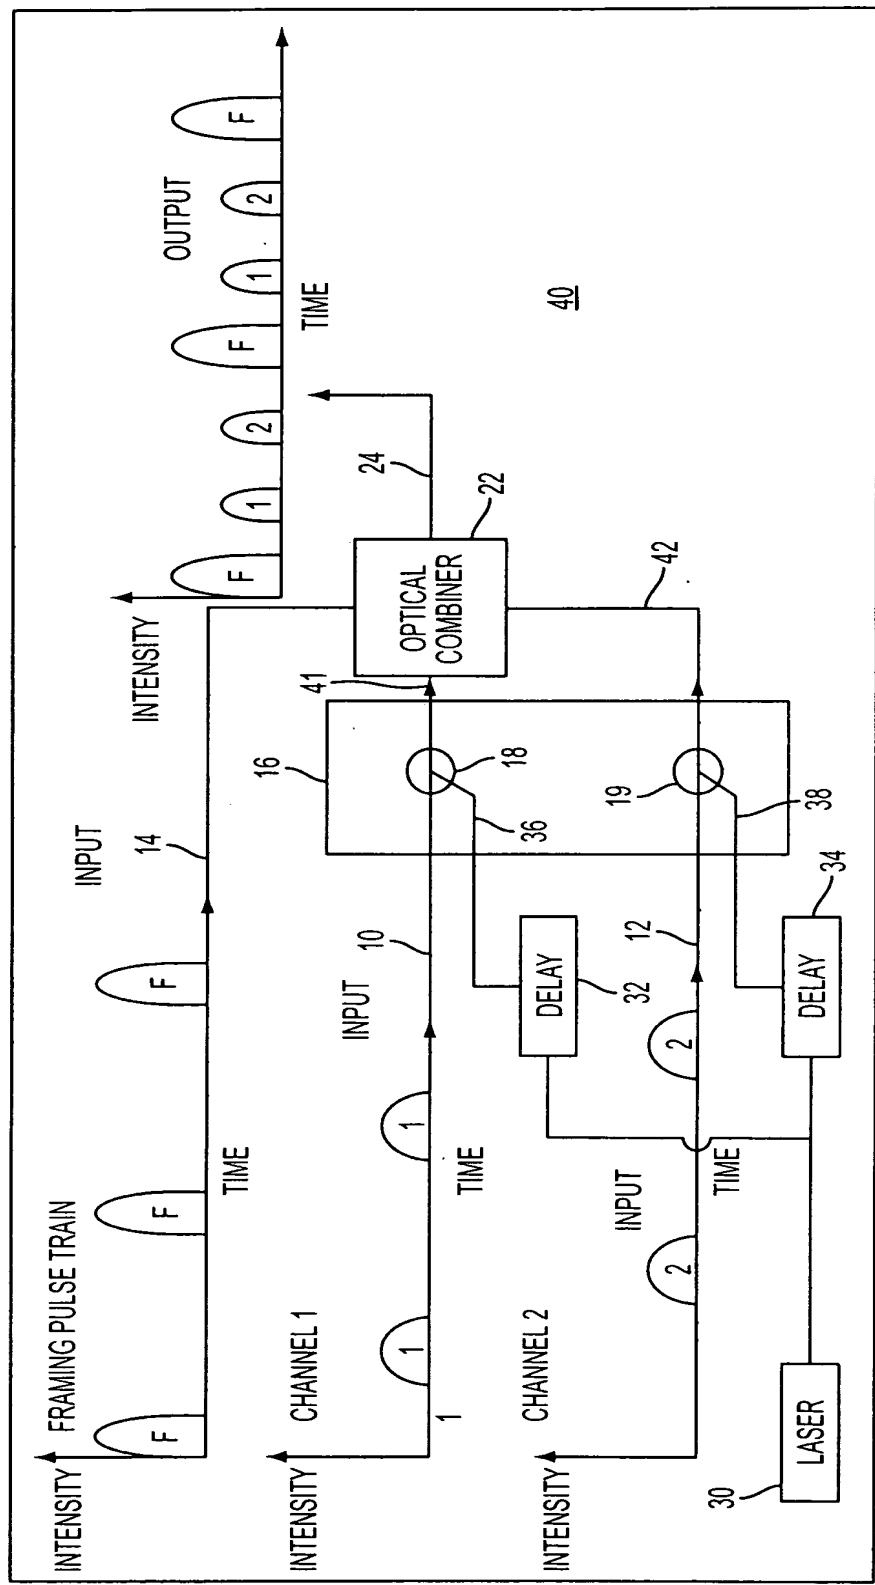 FRAMING PULSE TRAIN
INTENSITY
F
F
F
TIME
INPUT
14
INTENSITY
OUTPUT
F
1
2
F
1
2
F
TIME
CHANNEL 1
INTENSITY
1
1
1
TIME
INPUT
10
16
18
36
41
OPTICAL
COMBINER
22
24
40
CHANNEL 2
INTENSITY
2
2
TIME
INPUT
12
19
38
42
DELAY
32
DELAY
34
LASER
30